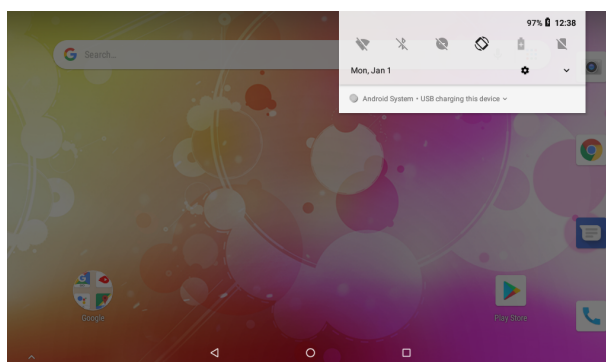 97% 12:38
Search...
Mon, Jan 1
Android System • USB charging this device
Google
Play Store